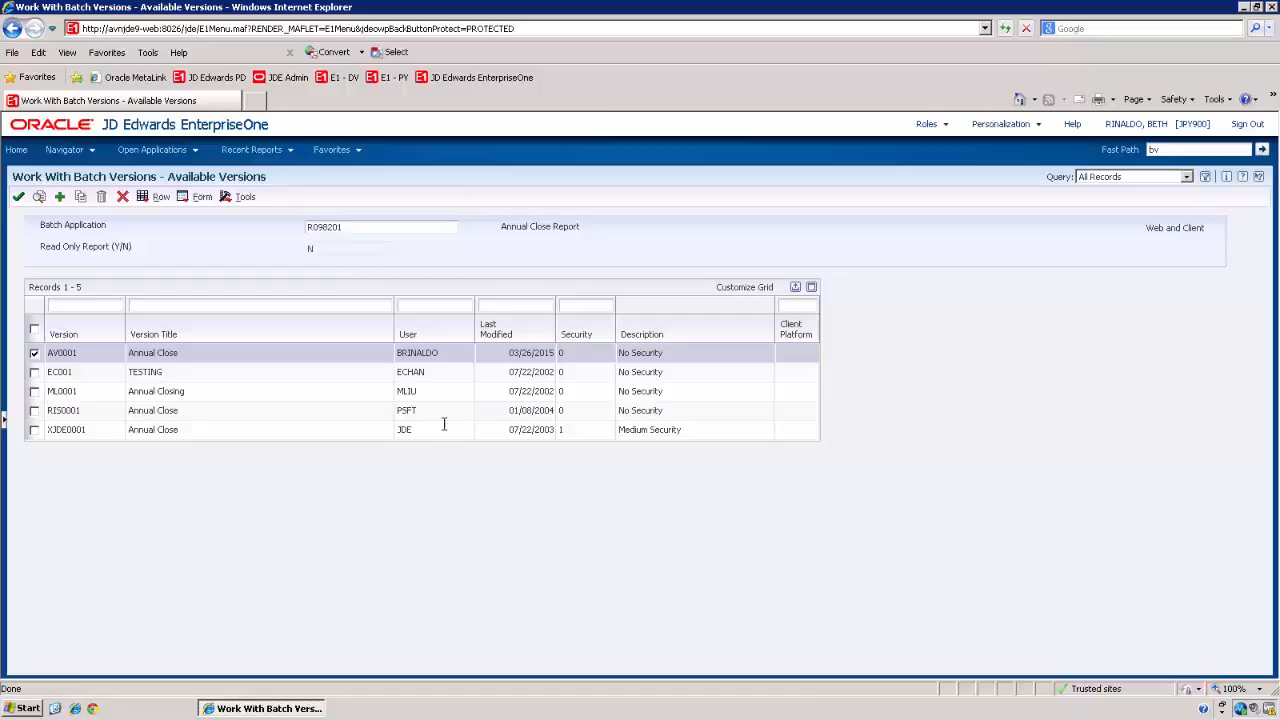 Work With Batch Versions - Available Versions - Windows Internet Explorer
http://avnjde9-web:8026/jde/E1Menu.maf?RENDER_MAFLET=E1Menu&jdeowpBackButtonProtect=PROTECTED
Google
File Edit View Favorites Tools Help
Convert Select
Favorites Oracle MetaLink JD Edwards PD JDE Admin E1 - DV E1 - PY JD Edwards EnterpriseOne
Work With Batch Versions - Available Versions
Page Safety Tools
ORACLE JD Edwards EnterpriseOne
Roles Personalization Help RINALDO, BETH [JPY900] Sign Out
Home Navigator Open Applications Recent Reports Favorites
Fast Path bv
Work With Batch Versions - Available Versions
Query: All Records
Row Form Tools
Batch Application R098201 Annual Close Report Web and Client
Read Only Report (Y/N) N
Records 1 - 5 Customize Grid
Version Version Title User Last Modified Security Description Client Platform
AV0001 Annual Close BRINALDO 03/26/2015 0 No Security
EC001 TESTING ECHAN 07/22/2002 0 No Security
ML0001 Annual Closing MLIU 07/22/2002 0 No Security
RIS0001 Annual Close PSFT 01/08/2004 0 No Security
XJDE0001 Annual Close JDE 07/22/2003 1 Medium Security
Done Trusted sites 100%
Start Work With Batch Vers...